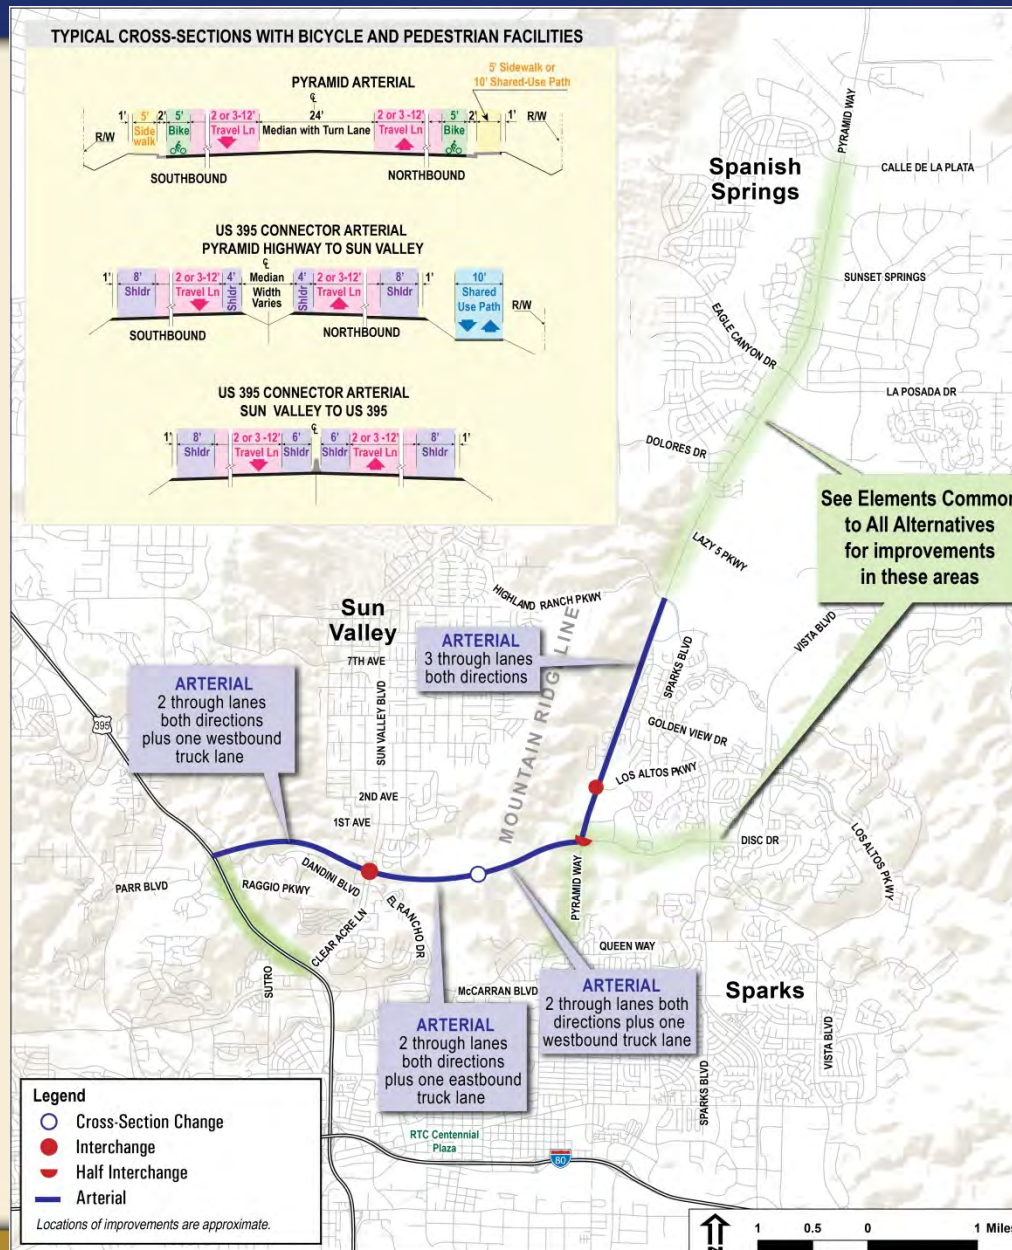 TYPICAL CROSS-SECTIONS WITH BICYCLE AND PEDESTRIAN FACILITIES
PYRAMID ARTERIAL
5' Sidewalk or
10' Shared-Use Path
1' 5' 2' 5' 2 or 3-12' 24' 2 or 3-12' 5' 2' 1'
R/W Side walk Bike Travel Ln Median with Turn Lane Travel Ln Bike R/W
SOUTHBOUND NORTHBOUND
US 395 CONNECTOR ARTERIAL
PYRAMID HIGHWAY TO SUN VALLEY
1' 8' 2 or 3-12' 4' Median 4' 2 or 3-12' 8' 1' 10'
Shldr Travel Ln Shldr Width Varies Shldr Travel Ln Shldr Shared Use Path R/W
SOUTHBOUND NORTHBOUND
US 395 CONNECTOR ARTERIAL
SUN VALLEY TO US 395
1' 8' 2 or 3 -12' 6' 6' 2 or 3 -12' 8' 1'
Shldr Travel Ln Shldr Shldr Travel Ln Shldr
PYRAMID WAY
Spanish
Springs
CALLE DE LA PLATA
SUNSET SPRINGS
EAGLE CANYON DR
LA POSADA DR
DOLORES DR
See Elements Common
to All Alternatives
for improvements
in these areas
LAZY 5 PKWY
HIGHLAND RANCH PKWY
VISTA BLVD
Sun
Valley
7TH AVE
SUN VALLEY BLVD
ARTERIAL
3 through lanes
both directions
MOUNTAIN RIDGE LINE
SPARKS BLVD
ARTERIAL
2 through lanes
both directions
plus one westbound
truck lane
395
GOLDEN VIEW DR
LOS ALTOS PKWY
2ND AVE
1ST AVE
DISC DR
LOS ALTOS PKWY
DANDINI BLVD
PARR BLVD
RAGGIO PKWY
PYRAMID WAY
EL RANCHO DR
CLEAR ACRE LN
SUTRO
QUEEN WAY
McCARRAN BLVD
ARTERIAL
2 through lanes both
directions plus one
westbound truck lane
Sparks
ARTERIAL
2 through lanes
both directions
plus one eastbound
truck lane
VISTA BLVD
SPARKS BLVD
RTC Centennial
Plaza
80
Legend
Cross-Section Change
Interchange
Half Interchange
Arterial
Locations of improvements are approximate.
1 0.5 0 1 Miles